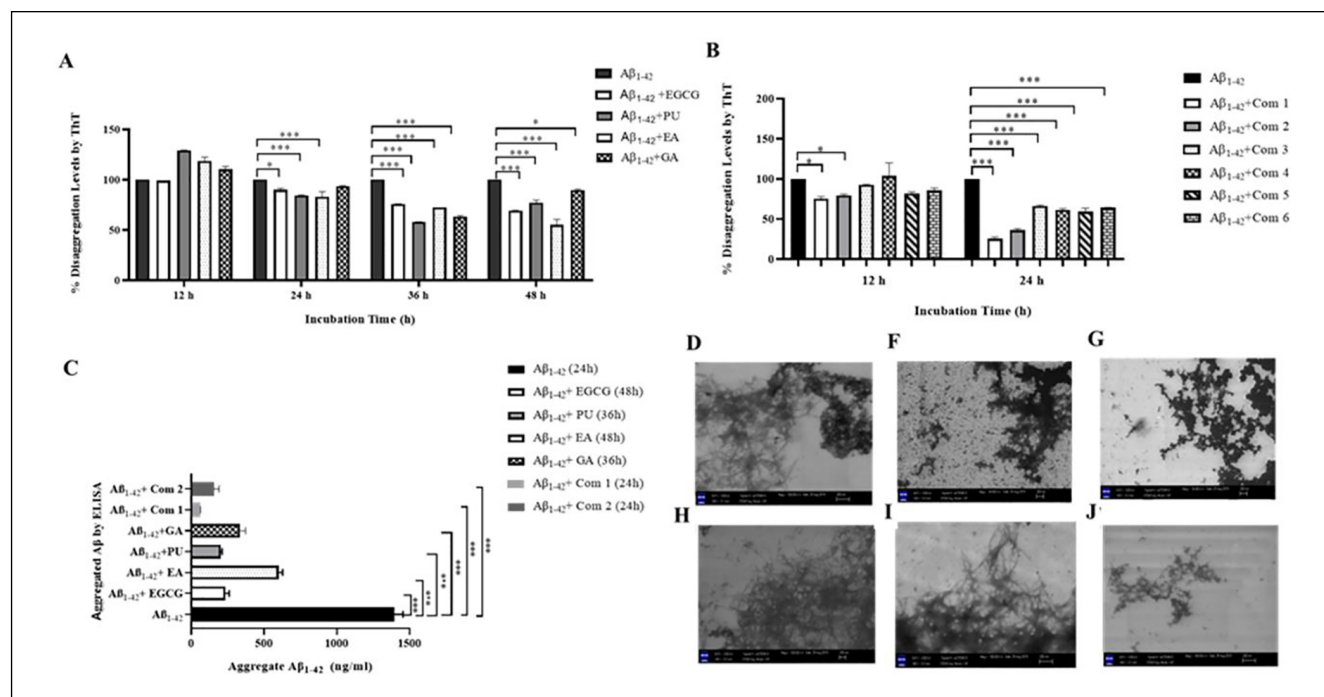 A
Aβ1-42
Aβ1-42 +EGCG
Aβ1-42+PU
Aβ1-42+EA
Aβ1-42+GA
% Disaggregation Levels by ThT
150
100
50
0
*
***
***
***
***
***
***
***
***
***
*
12 h
24 h
36 h
48 h
Incubation Time (h)
B
Aβ1-42
Aβ1-42+Com 1
Aβ1-42+Com 2
Aβ1-42+Com 3
Aβ1-42+Com 4
Aβ1-42+Com 5
Aβ1-42+Com 6
% Disaggregation Levels by ThT
200
150
100
50
0
*
*
***
***
***
***
***
***
12 h
24 h
Incubation Time (h)
C
Aβ1-42 (24h)
Aβ1-42+ EGCG (48h)
Aβ1-42+ PU (36h)
Aβ1-42+ EA (48h)
Aβ1-42+ GA (36h)
Aβ1-42+ Com 1 (24h)
Aβ1-42+ Com 2 (24h)
Aggregated Aβ by ELISA
Aβ1-42+ Com 2
Aβ1-42+ Com 1
Aβ1-42+GA
Aβ1-42+PU
Aβ1-42+ EA
Aβ1-42+ EGCG
Aβ1-42
***
***
***
***
***
***
0
500
1000
1500
Aggregate Aβ1-42 (ng/ml)
D
F
G
H
I
J